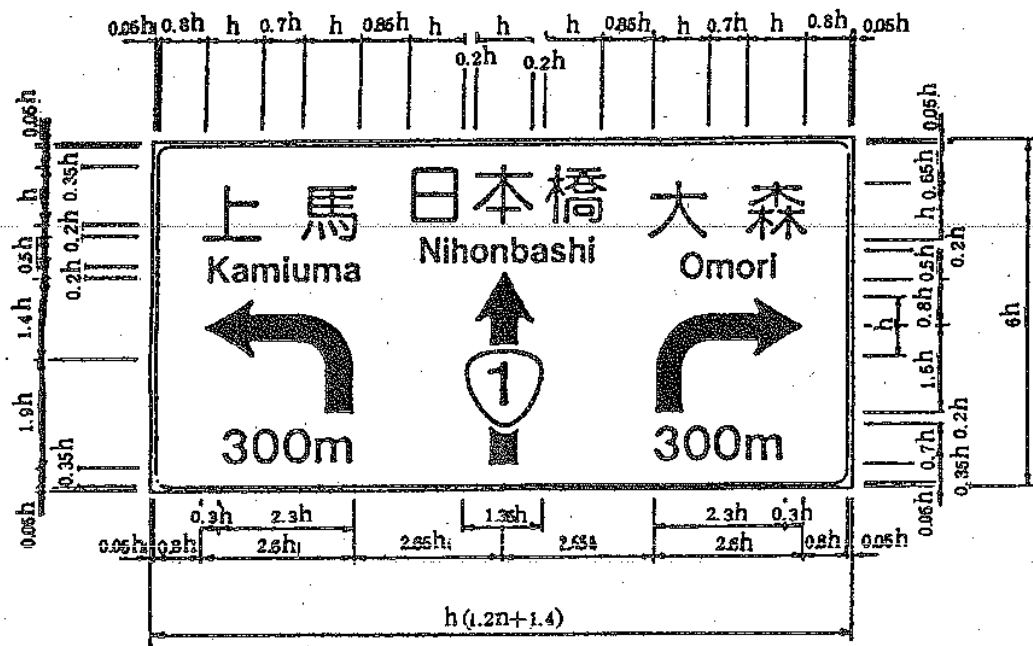 0.05h 0.8h h 0.7h h 0.85h h h h 0.85h h 0.7h h 0.8h 0.05h
0.2h 0.2h
0.05h
h
0.2h
0.5h
0.2h
1.4h
1.9h
0.35h
0.05h
0.35h
上 馬
Kamiuma
300m
日本橋
Nihonbashi
1
大 森
Omori
300m
0.05h
0.65h
h
0.2h
0.5h
0.8h
h
1.5h
0.2h
0.7h
0.35h
0.05h
6h
0.3h 2.3h 1.35h 2.3h 0.3h
0.05h 0.8h 2.6h 2.65h 2.6h 0.8h 0.05h
h(1.2n+1.4)